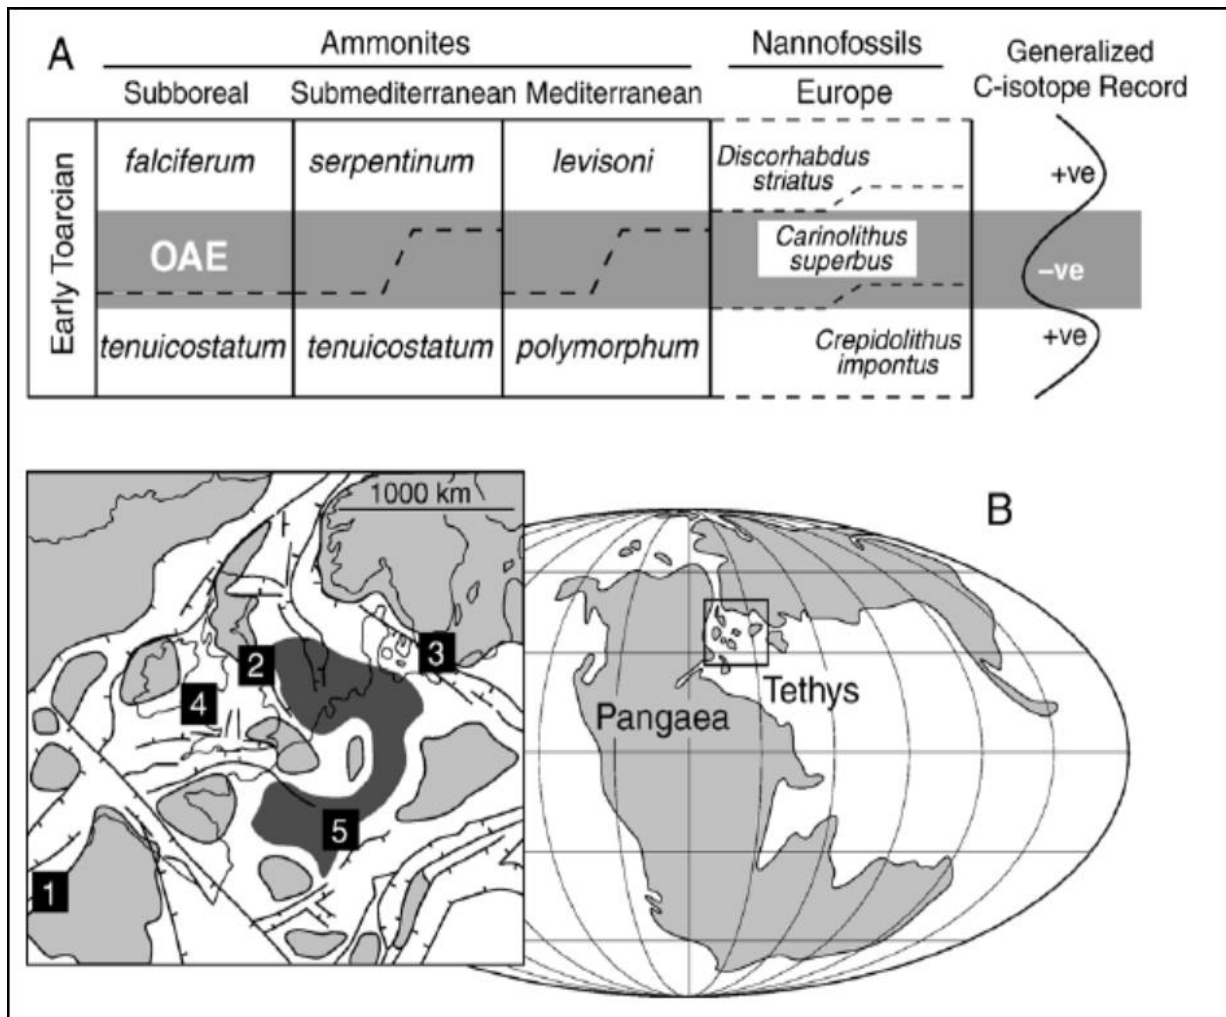 A
Ammonites
Nannofossils
Generalized
C-isotope Record
Subboreal
Submediterranean
Mediterranean
Europe
Early Toarcian
falciferum
serpentinum
levisoni
Discorhabdus
striatus
+ve
OAE
Carinolithus
superbus
–ve
tenuicostatum
tenuicostatum
polymorphum
Crepidolithus
impontus
+ve
1000 km
B
2
3
4
5
1
Pangaea
Tethys